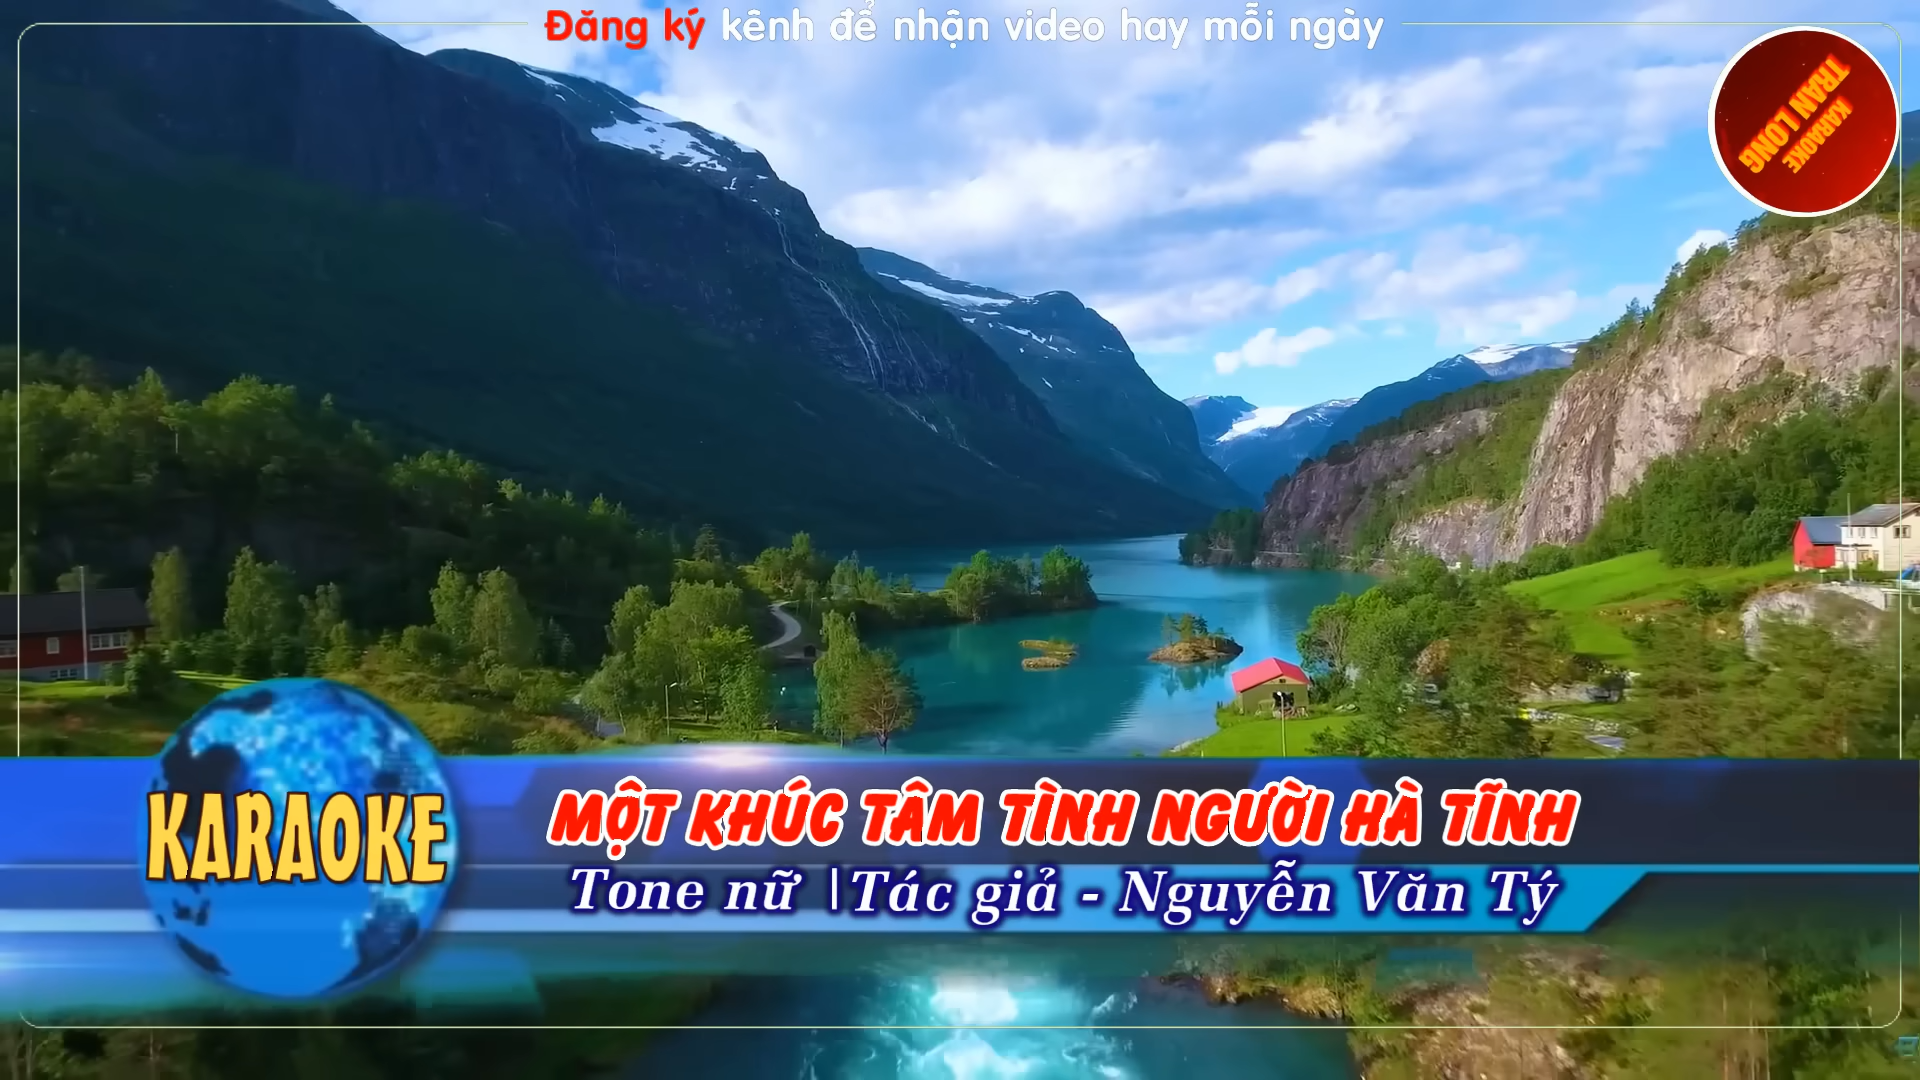 Đăng ký kênh để nhận video hay mỗi ngày
TRAN LONG
KARAOKE
KARAOKE
MỘT KHÚC TÂM TÌNH NGƯỜI HÀ TĨNH
Tone nữ |Tác giả - Nguyễn Văn Tý